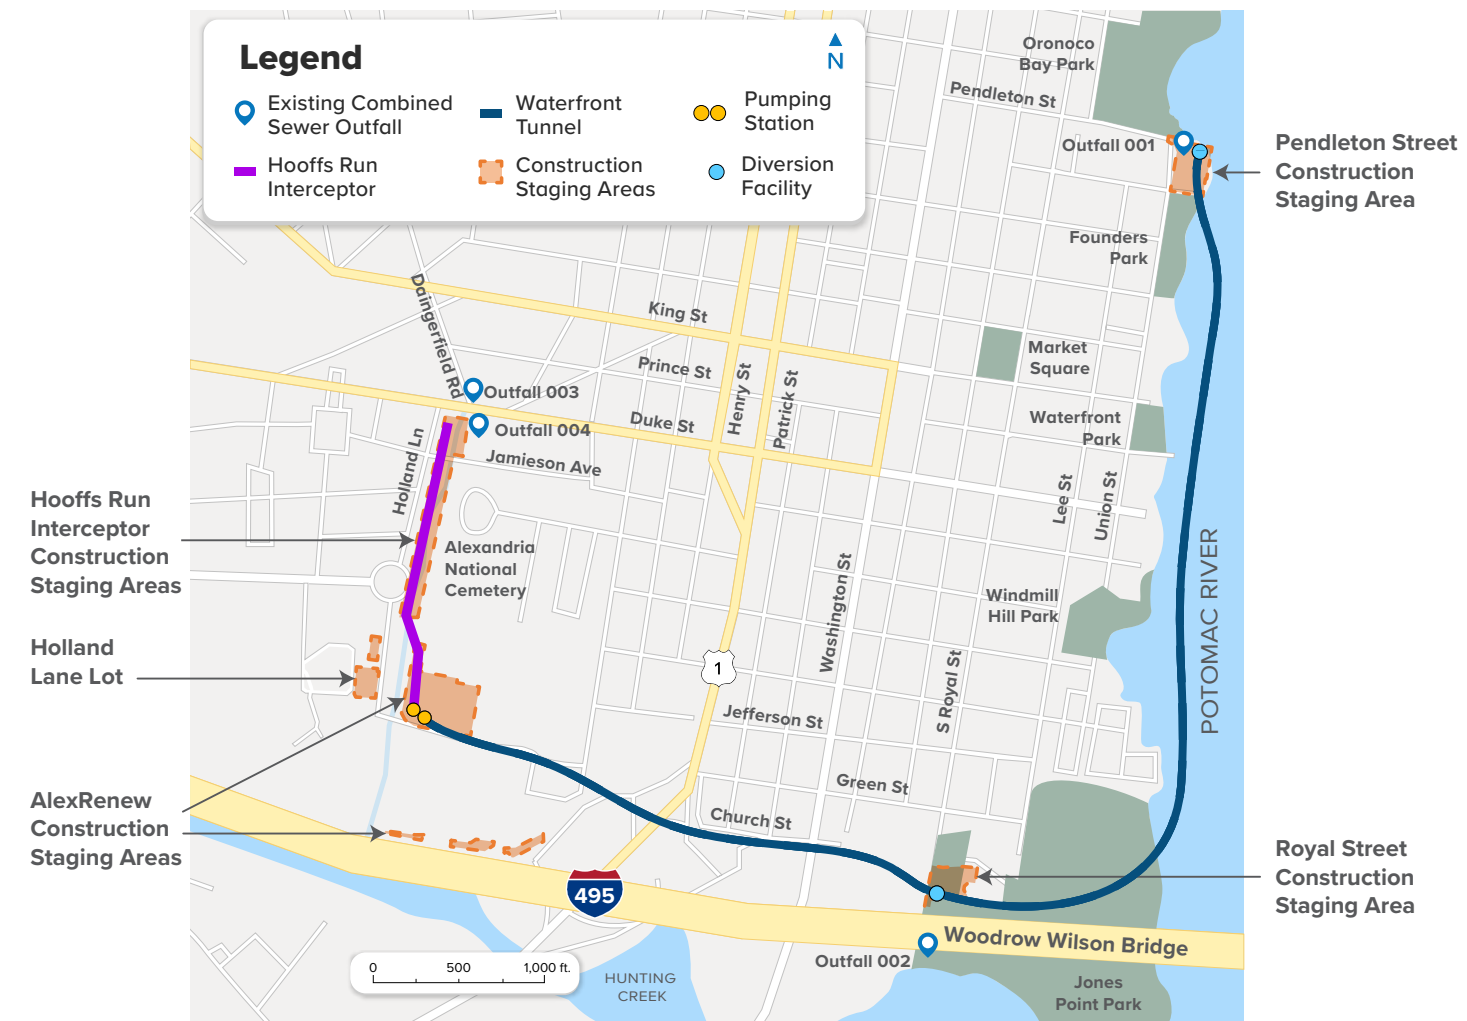 Legend
N
Existing Combined
Sewer Outfall
Waterfront
Tunnel
Pumping
Station
Hooffs Run
Interceptor
Construction
Staging Areas
Diversion
Facility
Oronoco
Bay Park
Pendleton St
Outfall 001
Pendleton Street
Construction
Staging Area
Founders
Park
Daingerfield Rd
King St
Market
Square
Prince St
Henry St
Patrick St
Outfall 003
Duke St
Outfall 004
Waterfront
Park
Holland Ln
Jamieson Ave
Lee St
Union St
Hooffs Run
Interceptor
Construction
Staging Areas
Alexandria
National
Cemetery
Washington St
Windmill
Hill Park
POTOMAC RIVER
Holland
Lane Lot
1
S Royal St
Jefferson St
Green St
Church St
AlexRenew
Construction
Staging Areas
Royal Street
Construction
Staging Area
495
Woodrow Wilson Bridge
Outfall 002
0 500 1,000 ft.
HUNTING
CREEK
Jones
Point Park